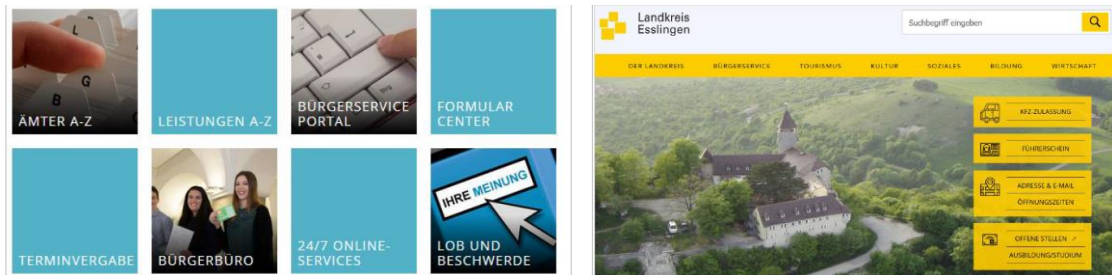 L
G
B
ÄMTER A-Z
LEISTUNGEN A-Z
BÜRGERSERVICE
PORTAL
FORMULAR
CENTER
TERMINVERGABE
BÜRGERBÜRO
24/7 ONLINE-
SERVICES
IHRE MEINUNG
LOB UND
BESCHWERDE
Landkreis
Esslingen
Suchbegriff eingeben
DER LANDKREIS BÜRGERSERVICE TOURISMUS KULTUR SOZIALES BILDUNG WIRTSCHAFT
KFZ-ZULASSUNG
FÜHRERSCHEIN
ADRESSE & E-MAIL
ÖFFNUNGSZEITEN
OFFENE STELLEN
AUSBILDUNG/STUDIUM